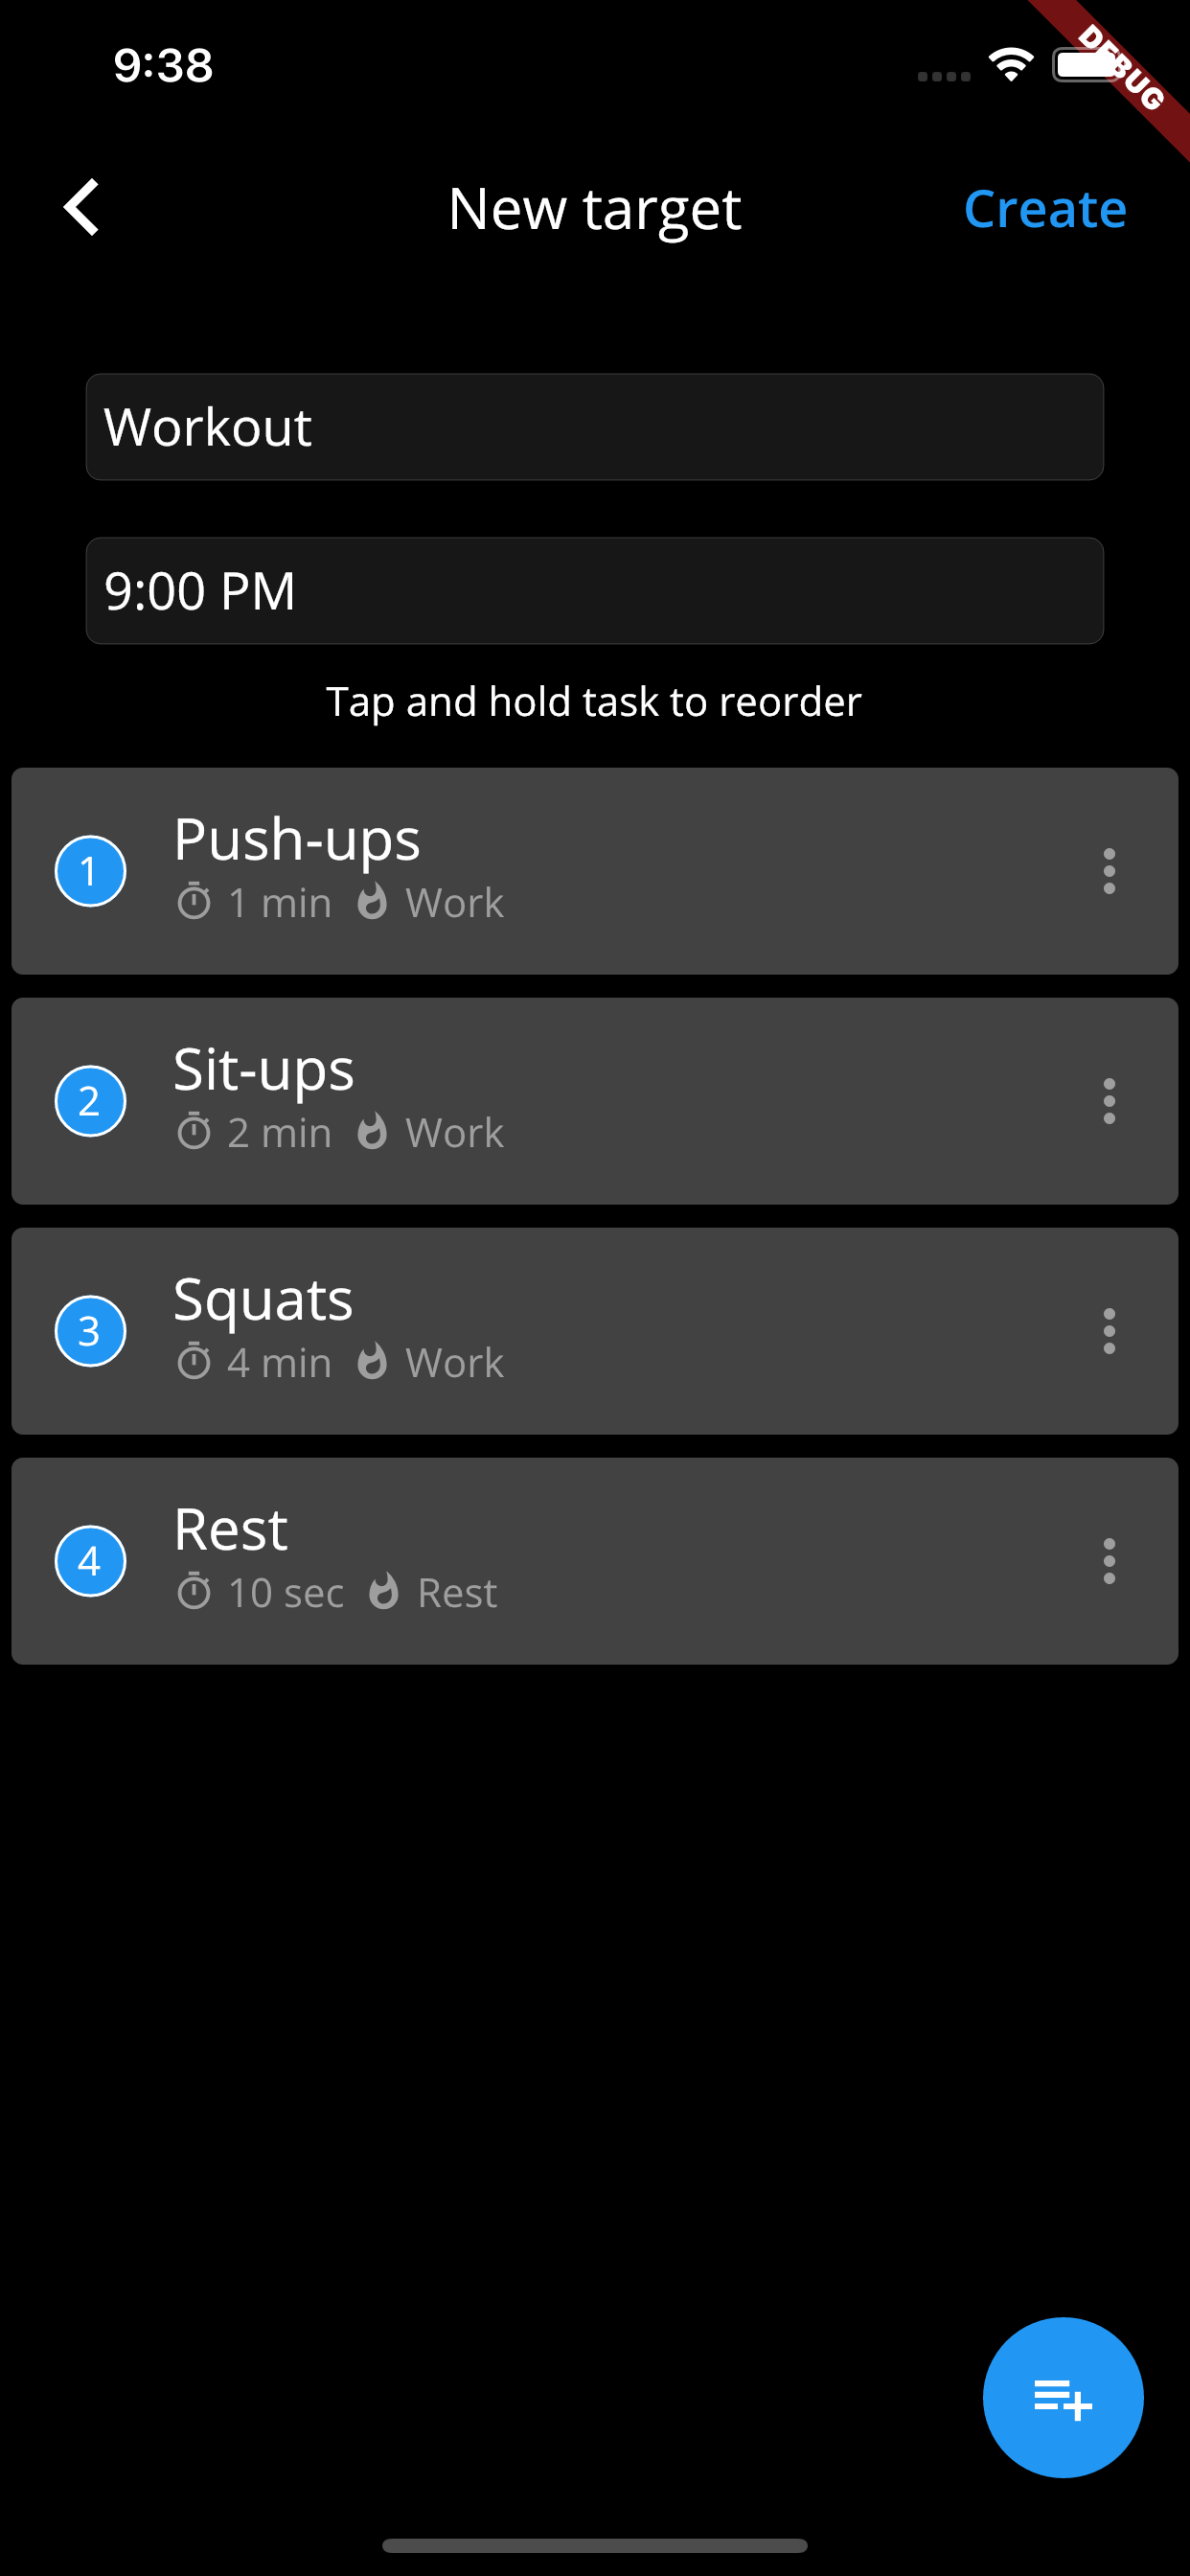 9:38
DEBUG
New target
Create
Workout
9:00 PM
Tap and hold task to reorder
1
Push-ups
1 min Work
2
Sit-ups
2 min Work
3
Squats
4 min Work
4
Rest
10 sec Rest